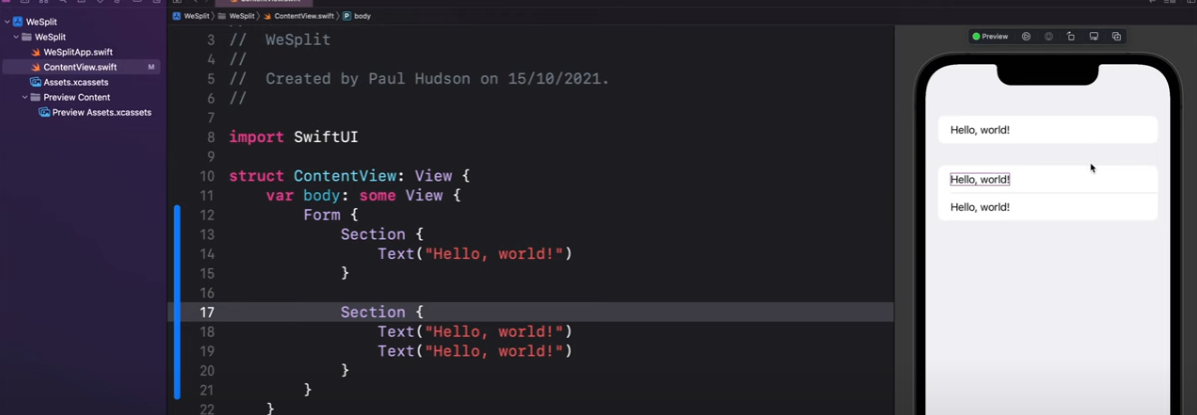 WeSplit
WeSplit
WeSplitApp.swift
ContentView.swift M
Assets.xcassets
Preview Content
Preview Assets.xcassets
WeSplit WeSplit ContentView.swift body
3 //  WeSplit
4 //
5 //  Created by Paul Hudson on 15/10/2021.
6 //
7
8 import SwiftUI
9
10 struct ContentView: View {
11     var body: some View {
12         Form {
13             Section {
14                 Text("Hello, world!")
15             }
16
17             Section {
18                 Text("Hello, world!")
19                 Text("Hello, world!")
20             }
21         }
22     }
Preview
Hello, world!
Hello, world!
Hello, world!